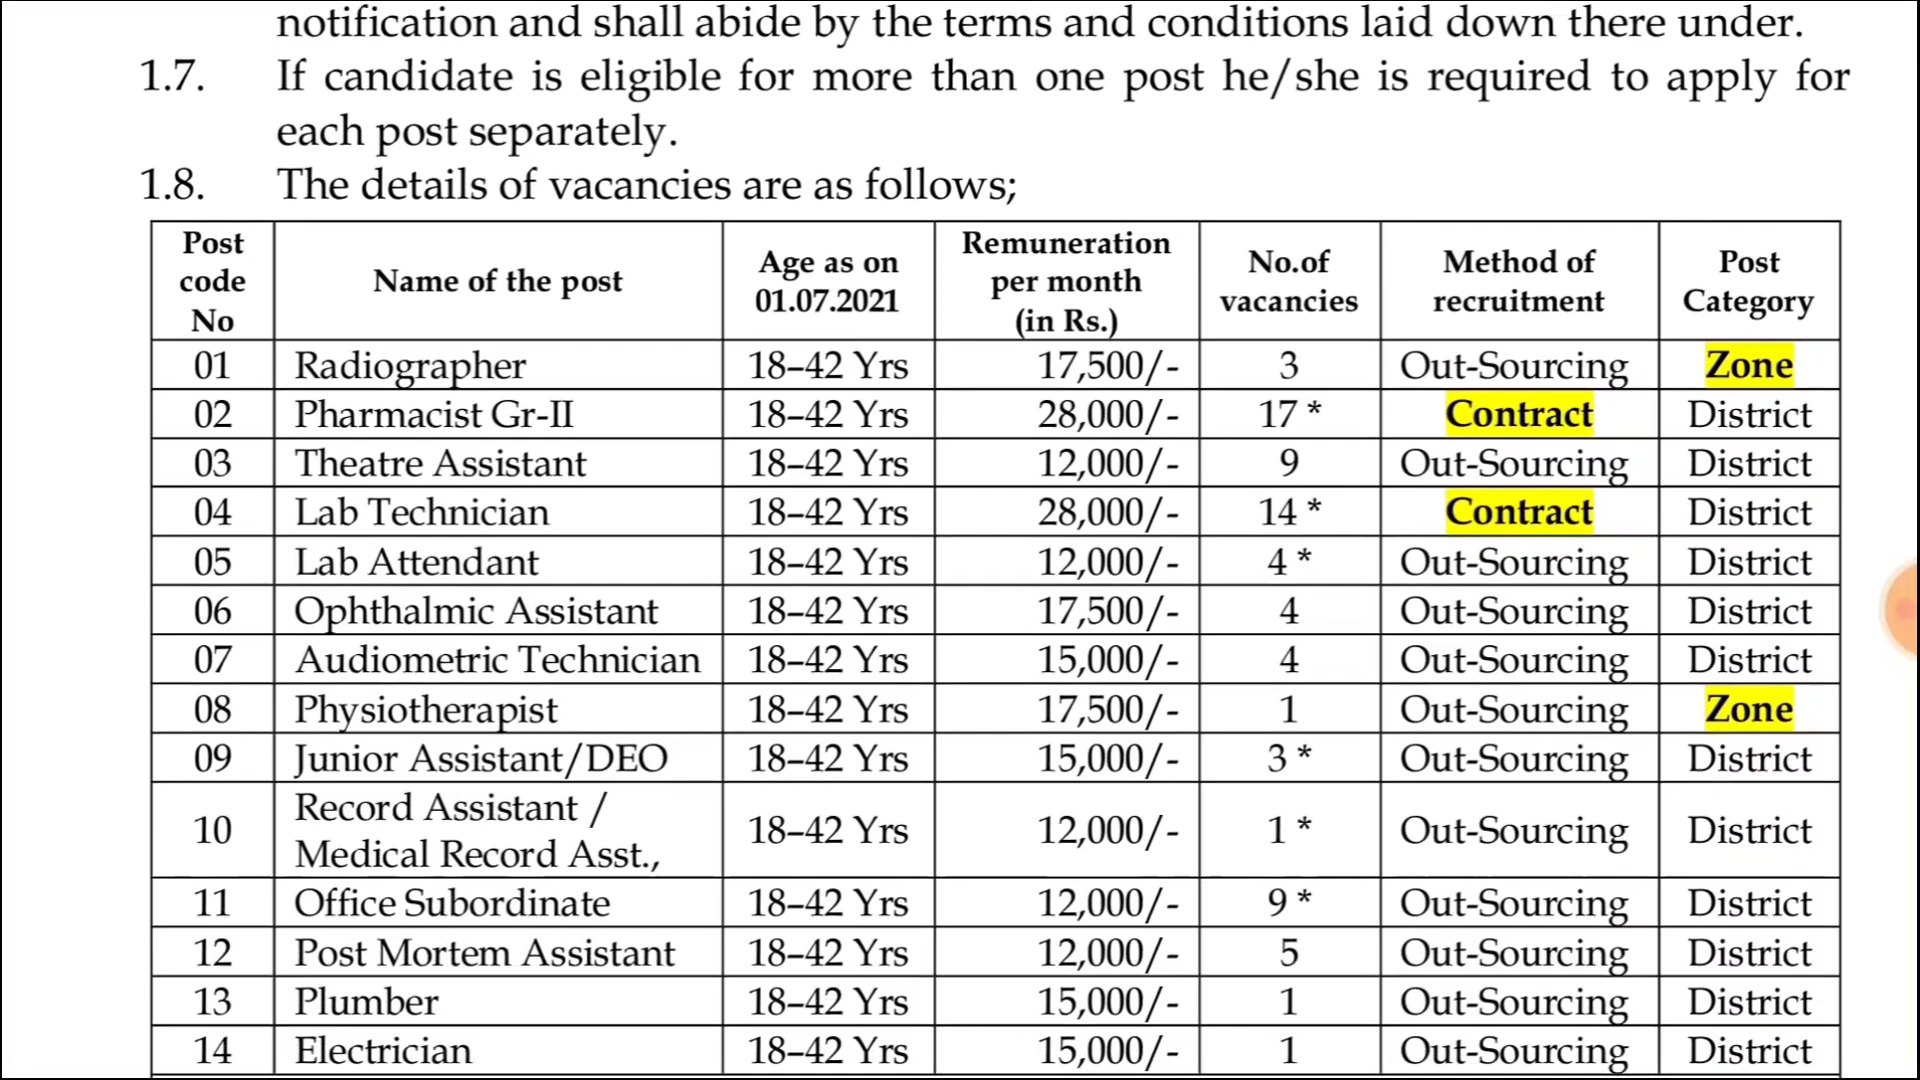 notification and shall abide by the terms and conditions laid down there under.
1.7. If candidate is eligible for more than one post he/she is required to apply for
each post separately.
1.8. The details of vacancies are as follows;
Post code No | Name of the post | Age as on 01.07.2021 | Remuneration per month (in Rs.) | No.of vacancies | Method of recruitment | Post Category
01 Radiographer 18–42 Yrs 17,500/- 3 Out-Sourcing Zone
02 Pharmacist Gr-II 18–42 Yrs 28,000/- 17 * Contract District
03 Theatre Assistant 18–42 Yrs 12,000/- 9 Out-Sourcing District
04 Lab Technician 18–42 Yrs 28,000/- 14 * Contract District
05 Lab Attendant 18–42 Yrs 12,000/- 4 * Out-Sourcing District
06 Ophthalmic Assistant 18–42 Yrs 17,500/- 4 Out-Sourcing District
07 Audiometric Technician 18–42 Yrs 15,000/- 4 Out-Sourcing District
08 Physiotherapist 18–42 Yrs 17,500/- 1 Out-Sourcing Zone
09 Junior Assistant/DEO 18–42 Yrs 15,000/- 3 * Out-Sourcing District
10 Record Assistant / Medical Record Asst., 18–42 Yrs 12,000/- 1 * Out-Sourcing District
11 Office Subordinate 18–42 Yrs 12,000/- 9 * Out-Sourcing District
12 Post Mortem Assistant 18–42 Yrs 12,000/- 5 Out-Sourcing District
13 Plumber 18–42 Yrs 15,000/- 1 Out-Sourcing District
14 Electrician 18–42 Yrs 15,000/- 1 Out-Sourcing District